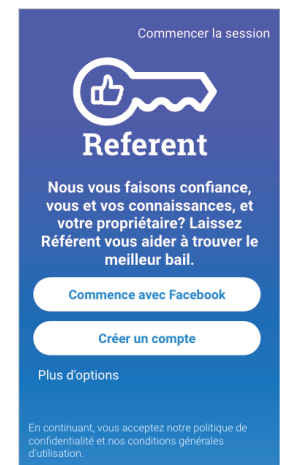 Commencer la session
Referent
Nous vous faisons confiance,
vous et vos connaissances, et
votre propriétaire? Laissez
Référent vous aider à trouver le
meilleur bail.
Commence avec Facebook
Créer un compte
Plus d'options
En continuant, vous acceptez notre politique de
confidentialité et nos conditions générales
d'utilisation.